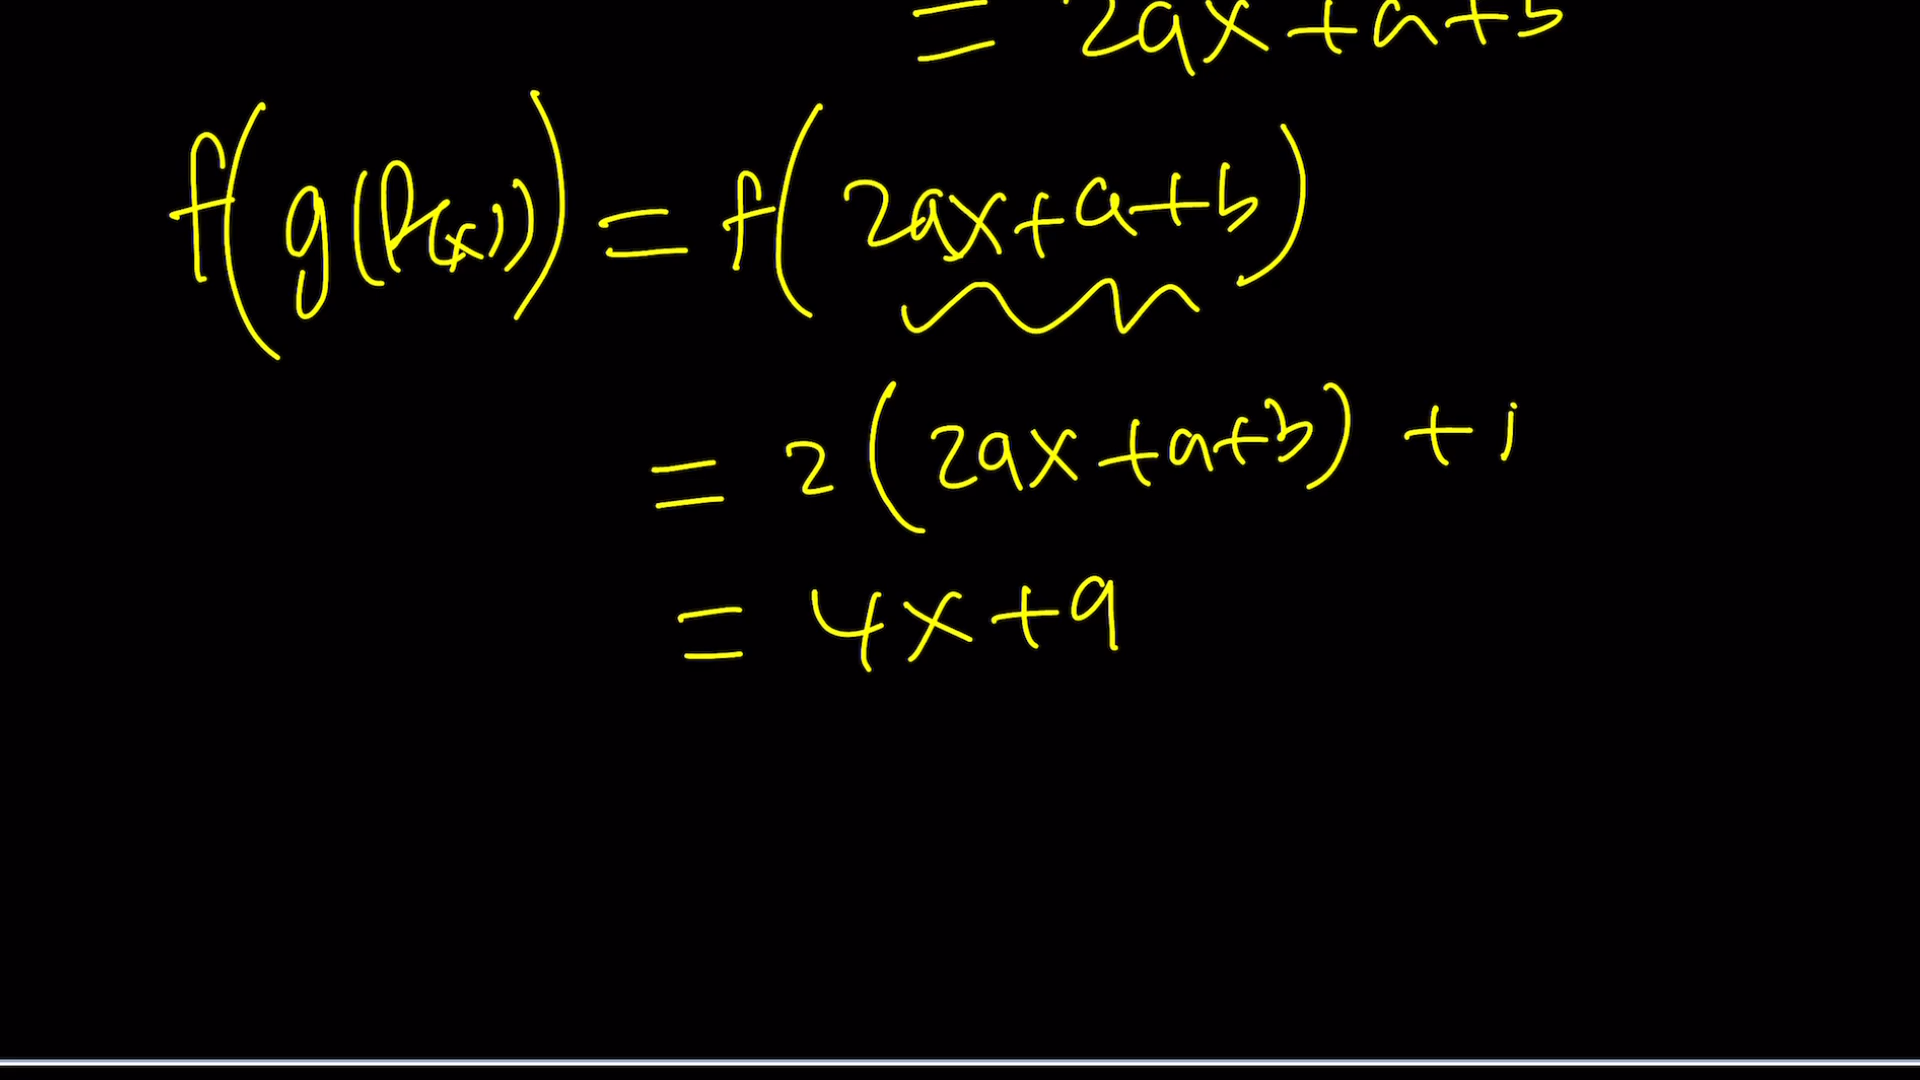 = 2ax+a+b
f(g(f(x))) = f(2ax+a+b)
= 2(2ax+a+b) + 1
= 4x+9